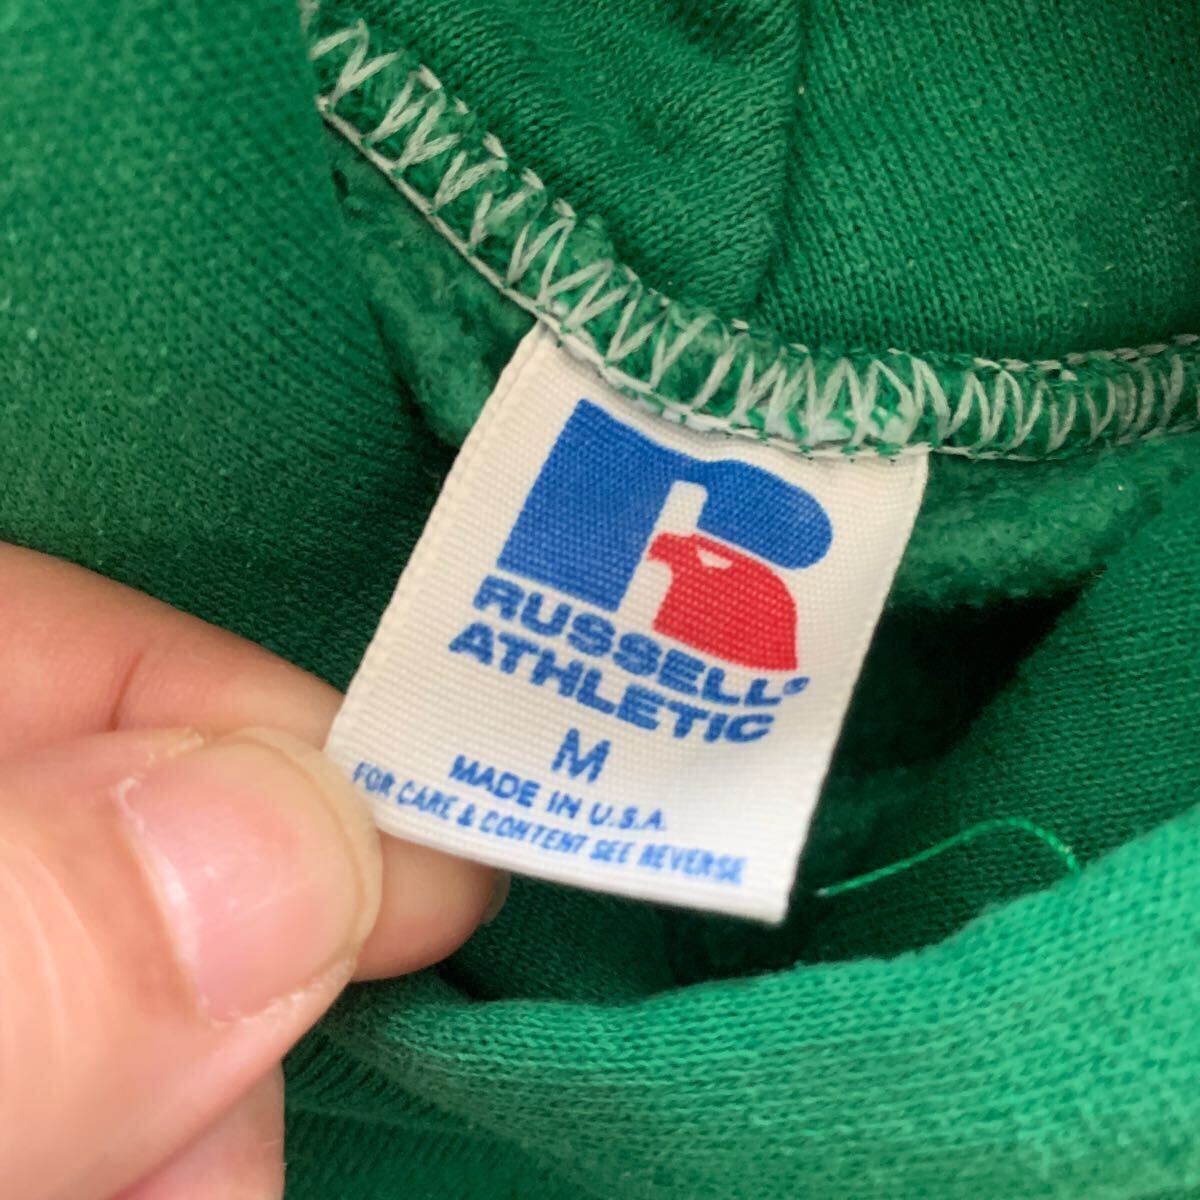 RUSSELL®
ATHLETIC
M
MADE IN U.S.A.
FOR CARE & CONTENT SEE REVERSE